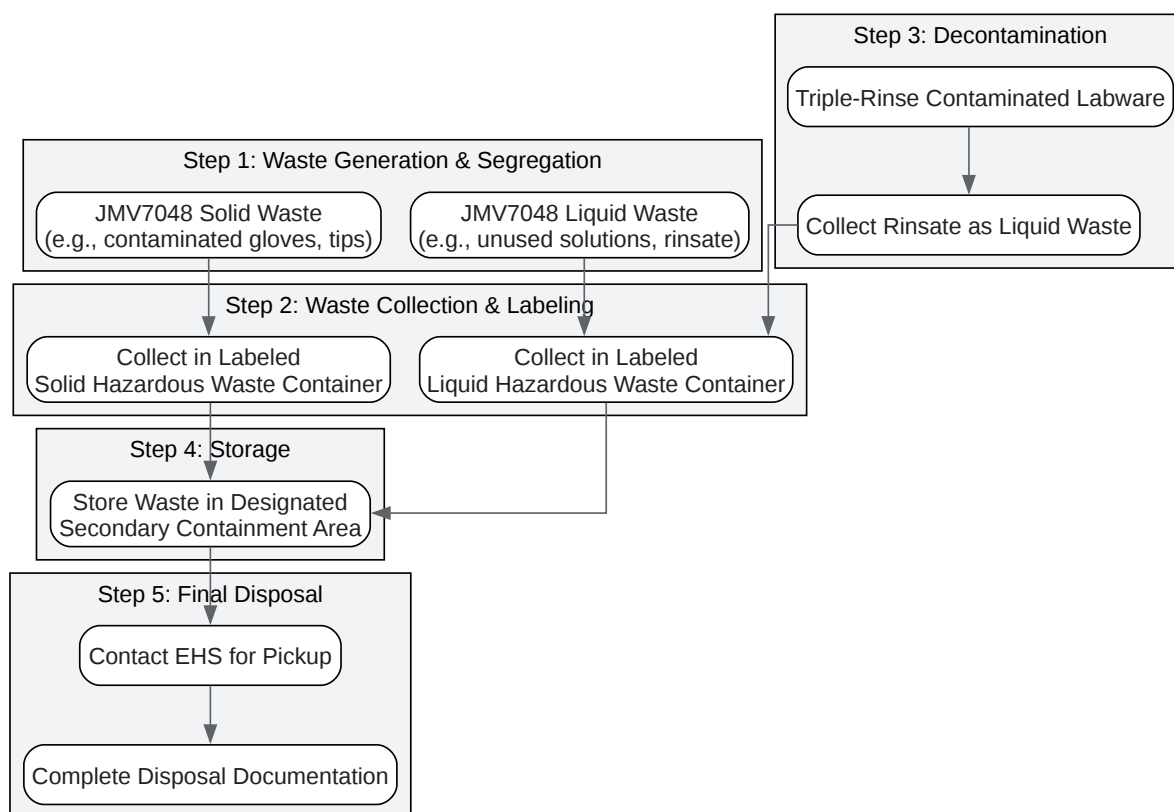 Step 3: Decontamination
Triple-Rinse Contaminated Labware
Collect Rinsate as Liquid Waste
Step 1: Waste Generation & Segregation
JMV7048 Solid Waste
(e.g., contaminated gloves, tips)
JMV7048 Liquid Waste
(e.g., unused solutions, rinsate)
Step 2: Waste Collection & Labeling
Collect in Labeled
Solid Hazardous Waste Container
Collect in Labeled
Liquid Hazardous Waste Container
Step 4: Storage
Store Waste in Designated
Secondary Containment Area
Step 5: Final Disposal
Contact EHS for Pickup
Complete Disposal Documentation